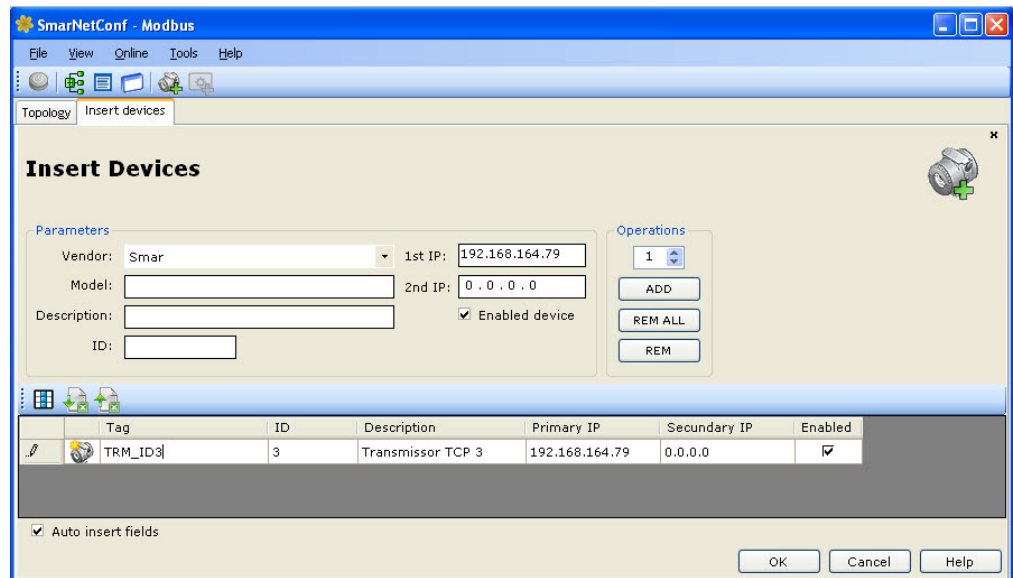 SmarNetConf - Modbus
File View Online Tools Help
Topology Insert devices
Insert Devices
Parameters
Vendor: Smar
1st IP: 192.168.164.79
Model:
2nd IP: 0 . 0 . 0 . 0
Description:
Enabled device
ID:
Operations
1
ADD
REM ALL
REM
Tag ID Description Primary IP Secundary IP Enabled
TRM_ID3 3 Transmissor TCP 3 192.168.164.79 0.0.0.0
Auto insert fields
OK Cancel Help